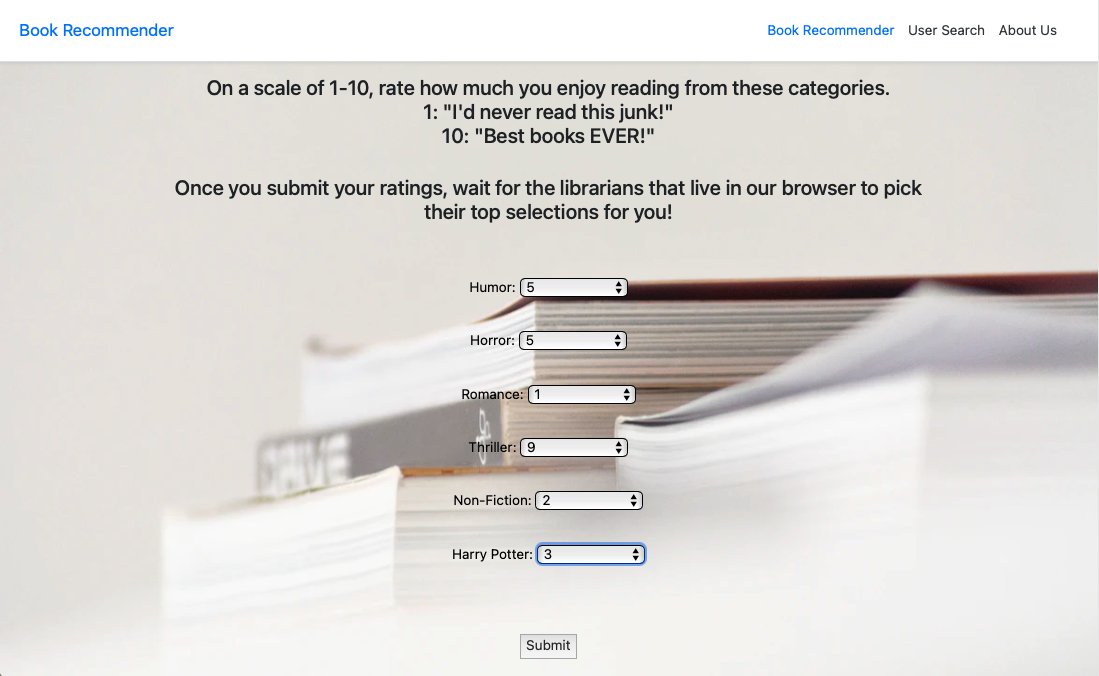 Book Recommender
Book Recommender User Search About Us
On a scale of 1-10, rate how much you enjoy reading from these categories.
1: "I'd never read this junk!"
10: "Best books EVER!"
Once you submit your ratings, wait for the librarians that live in our browser to pick
their top selections for you!
Humor: 5
Horror: 5
Romance: 1
Thriller: 9
Non-Fiction: 2
Harry Potter: 3
Submit